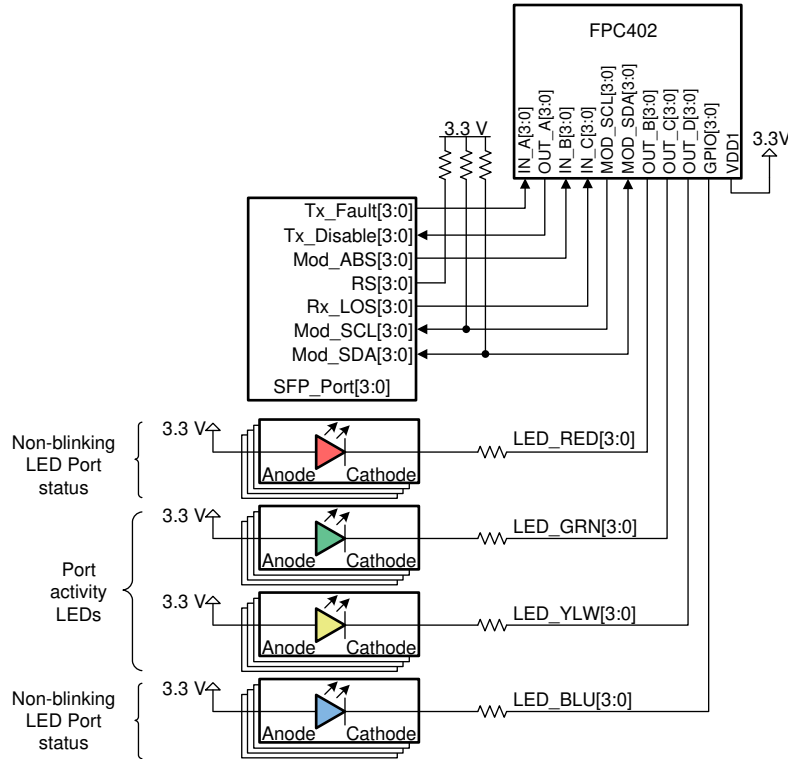 FPC402
IN_A[3:0]
OUT_A[3:0]
IN_B[3:0]
IN_C[3:0]
MOD_SCL[3:0]
MOD_SDA[3:0]
OUT_B[3:0]
OUT_C[3:0]
OUT_D[3:0]
GPIO[3:0]
VDD1
3.3 V
3.3V
Tx_Fault[3:0]
Tx_Disable[3:0]
Mod_ABS[3:0]
RS[3:0]
Rx_LOS[3:0]
Mod_SCL[3:0]
Mod_SDA[3:0]
SFP_Port[3:0]
Non-blinking
LED Port
status
3.3 V
Anode Cathode
LED_RED[3:0]
Port
activity
LEDs
3.3 V
Anode Cathode
LED_GRN[3:0]
3.3 V
Anode Cathode
LED_YLW[3:0]
Non-blinking
LED Port
status
3.3 V
Anode Cathode
LED_BLU[3:0]